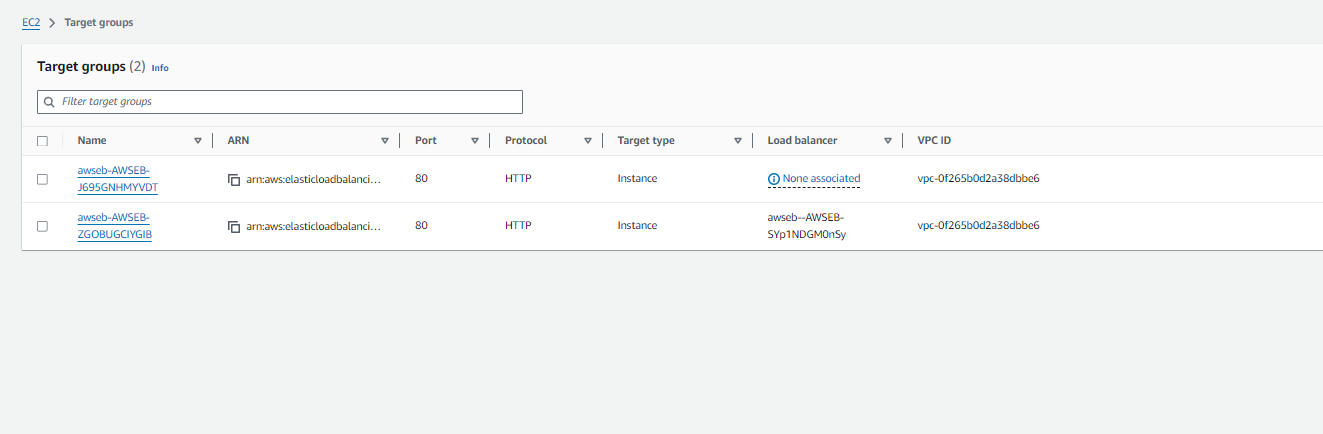 EC2 > Target groups
Target groups (2) Info
Filter target groups
Name ARN Port Protocol Target type Load balancer VPC ID
awseb-AWSEB-
J695GNHMYVDT arn:aws:elasticloadbalanci... 80 HTTP Instance None associated vpc-0f265b0d2a38dbbe6
awseb-AWSEB-
ZGOBUGCIYGIB arn:aws:elasticloadbalanci... 80 HTTP Instance awseb--AWSEB-
SYp1NDGM0nSy vpc-0f265b0d2a38dbbe6